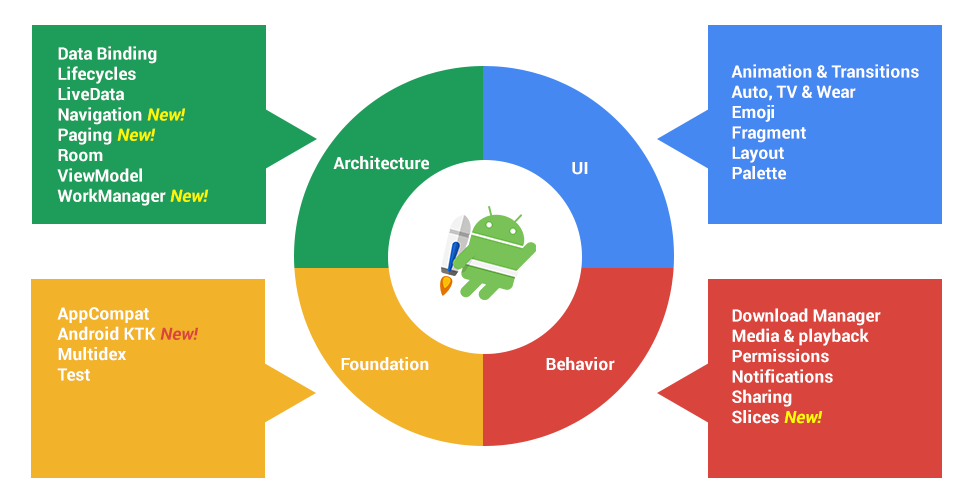 Data Binding
Lifecycles
LiveData
Navigation New!
Paging New!
Room
ViewModel
WorkManager New!
Architecture
UI
Animation & Transitions
Auto, TV & Wear
Emoji
Fragment
Layout
Palette
AppCompat
Android KTK New!
Multidex
Test
Foundation
Behavior
Download Manager
Media & playback
Permissions
Notifications
Sharing
Slices New!